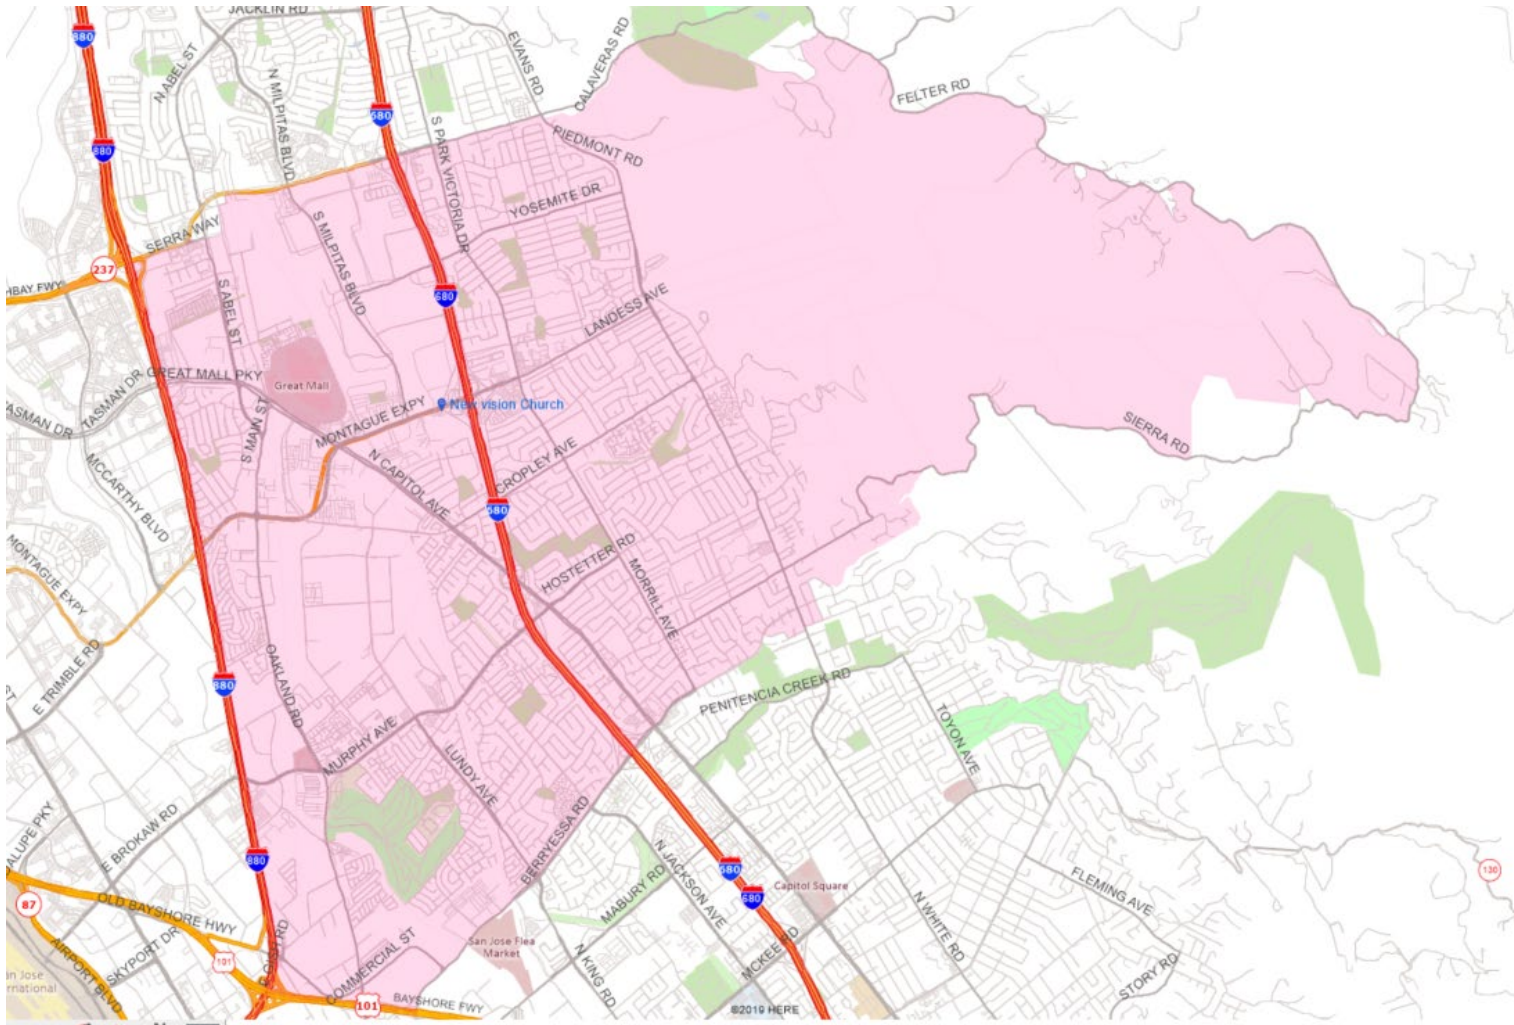 JACKLIN RD
880
N ABEL ST
N MILPITAS BLVD
680
EVANS RD
CALAVERAS RD
FELTER RD
880
S PARK VICTORIA DR
PIEDMONT RD
YOSEMITE DR
SERRA WAY
S MILPITAS BLVD
237
HBAY FWY
S ABEL ST
680
LANDESS AVE
GREAT MALL PKY
Great Mall
TASMAN DR
ASMAN DR
S MAIN ST
MONTAGUE EXPY
New vision Church
SIERRA RD
MCCARTHY BLVD
N CAPITOL AVE
CROPLEY AVE
680
MONTAGUE EXPY
HOSTETTER RD
MORRILL AVE
E TRIMBLE RD
OAKLAND RD
880
PENITENCIA CREEK RD
TOYON AVE
MURPHY AVE
LUNDY AVE
ALUPE PKY
E BROKAW RD
BERRYESSA RD
880
680
680
N JACKSON AVE
MABURY RD
Capitol Square
FLEMING AVE
130
87
OLD BAYSHORE HWY
AIRPORT BLVD
SKYPORT DR
101
COMMERCIAL ST
San Jose Flea
Market
N KING RD
MCKEE RD
N WHITE RD
STORY RD
an Jose
ernational
101
BAYSHORE FWY
©2019 HERE